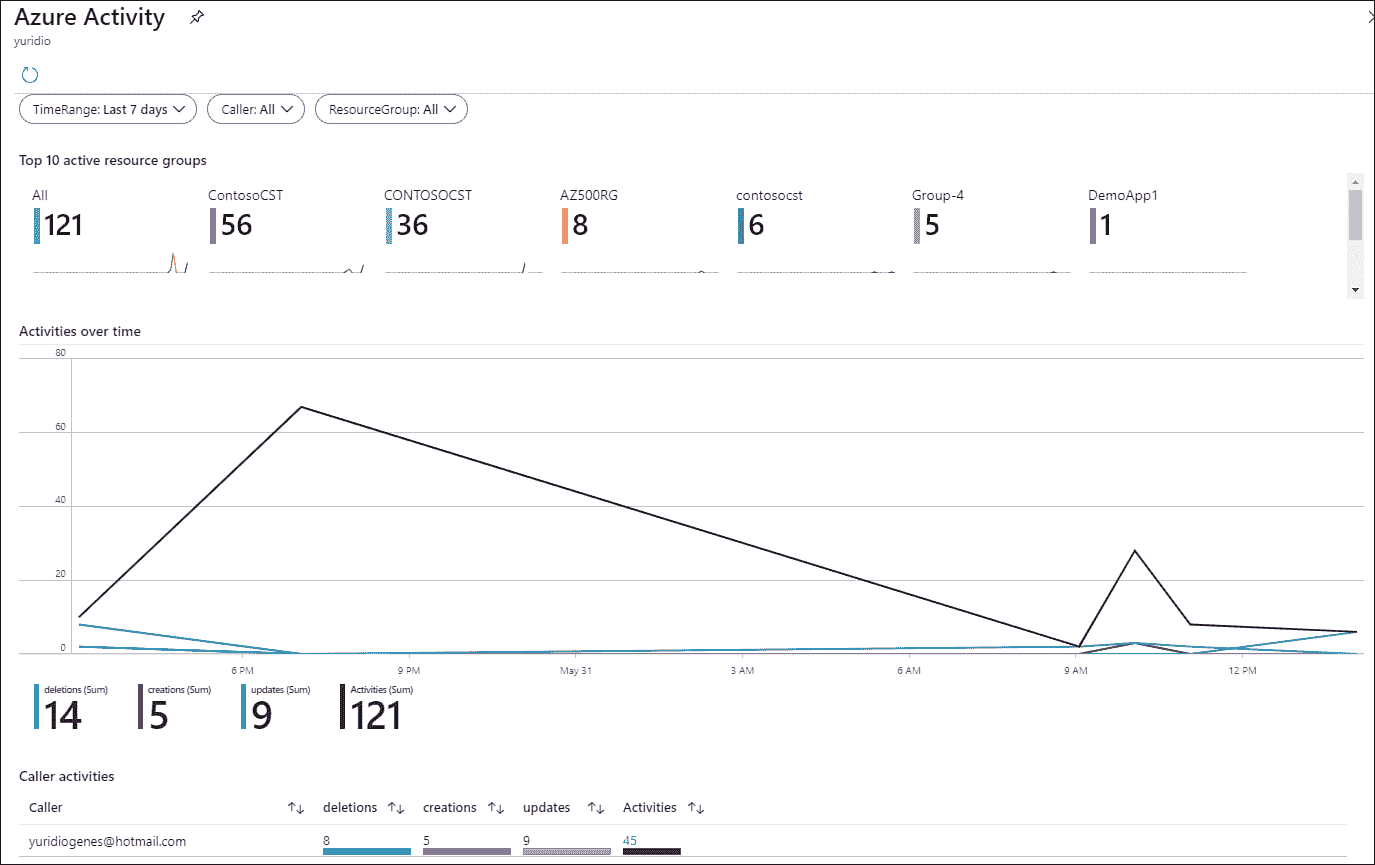 Azure Activity
yuridio
TimeRange: Last 7 days Caller: All ResourceGroup: All
Top 10 active resource groups
All ContosoCST CONTOSOCST AZ500RG contosocst Group-4 DemoApp1
121 56 36 8 6 5 1
Activities over time
80
60
40
20
0
6 PM 9 PM May 31 3 AM 6 AM 9 AM 12 PM
deletions (Sum) creations (Sum) updates (Sum) Activities (Sum)
14 5 9 121
Caller activities
Caller deletions creations updates Activities
yuridiogenes@hotmail.com 8 5 9 45